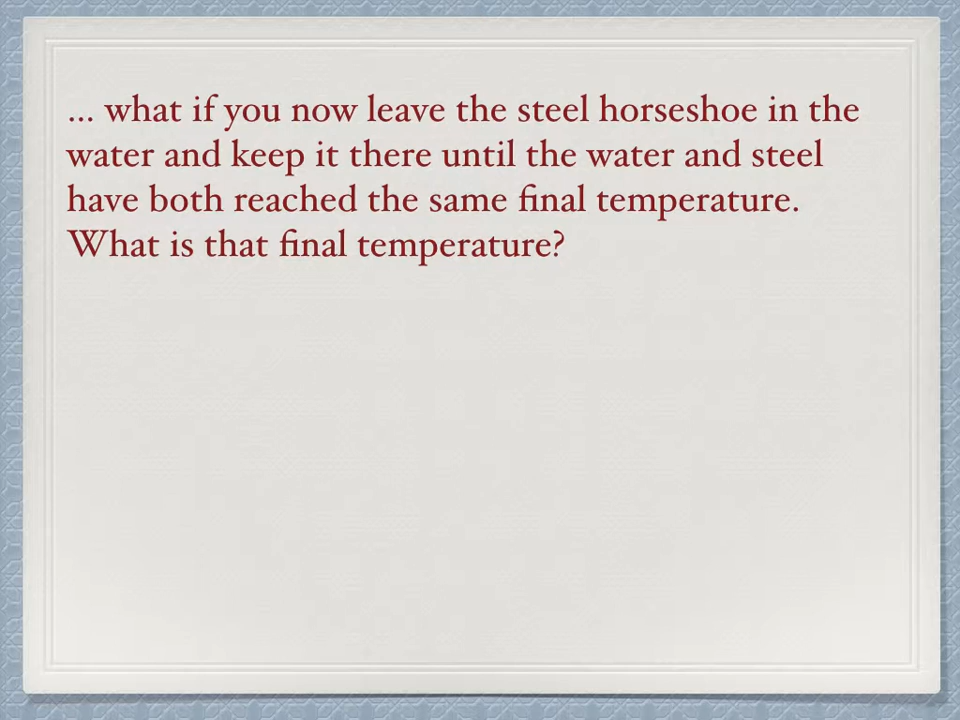 ... what if you now leave the steel horseshoe in the
water and keep it there until the water and steel
have both reached the same final temperature.
What is that final temperature?